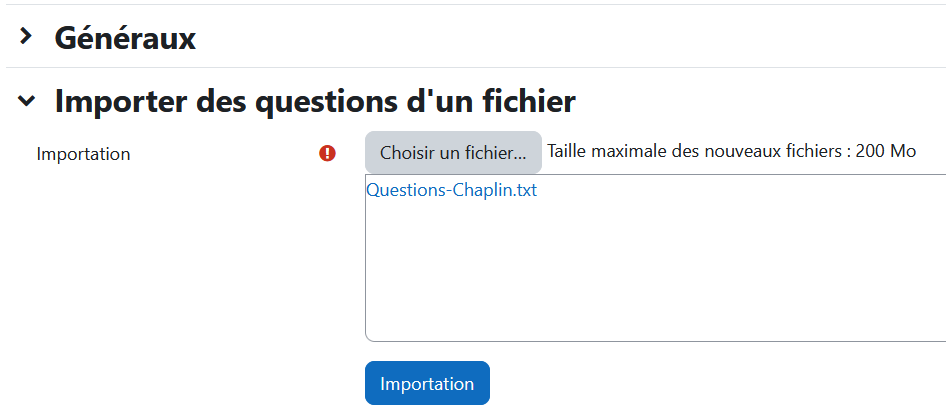 Généraux
Importer des questions d'un fichier
Importation
Choisir un fichier... Taille maximale des nouveaux fichiers : 200 Mo
Questions-Chaplin.txt
Importation